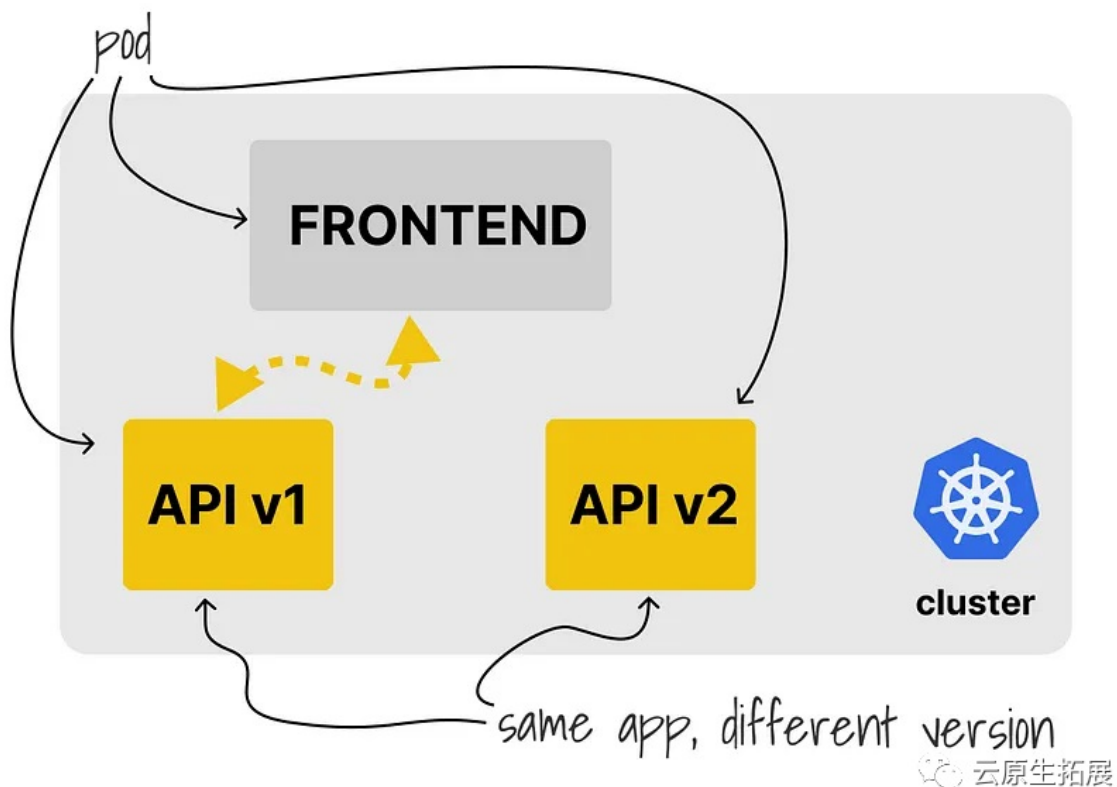 pod
FRONTEND
API v1
API v2
cluster
same app, different version
云原生拓展